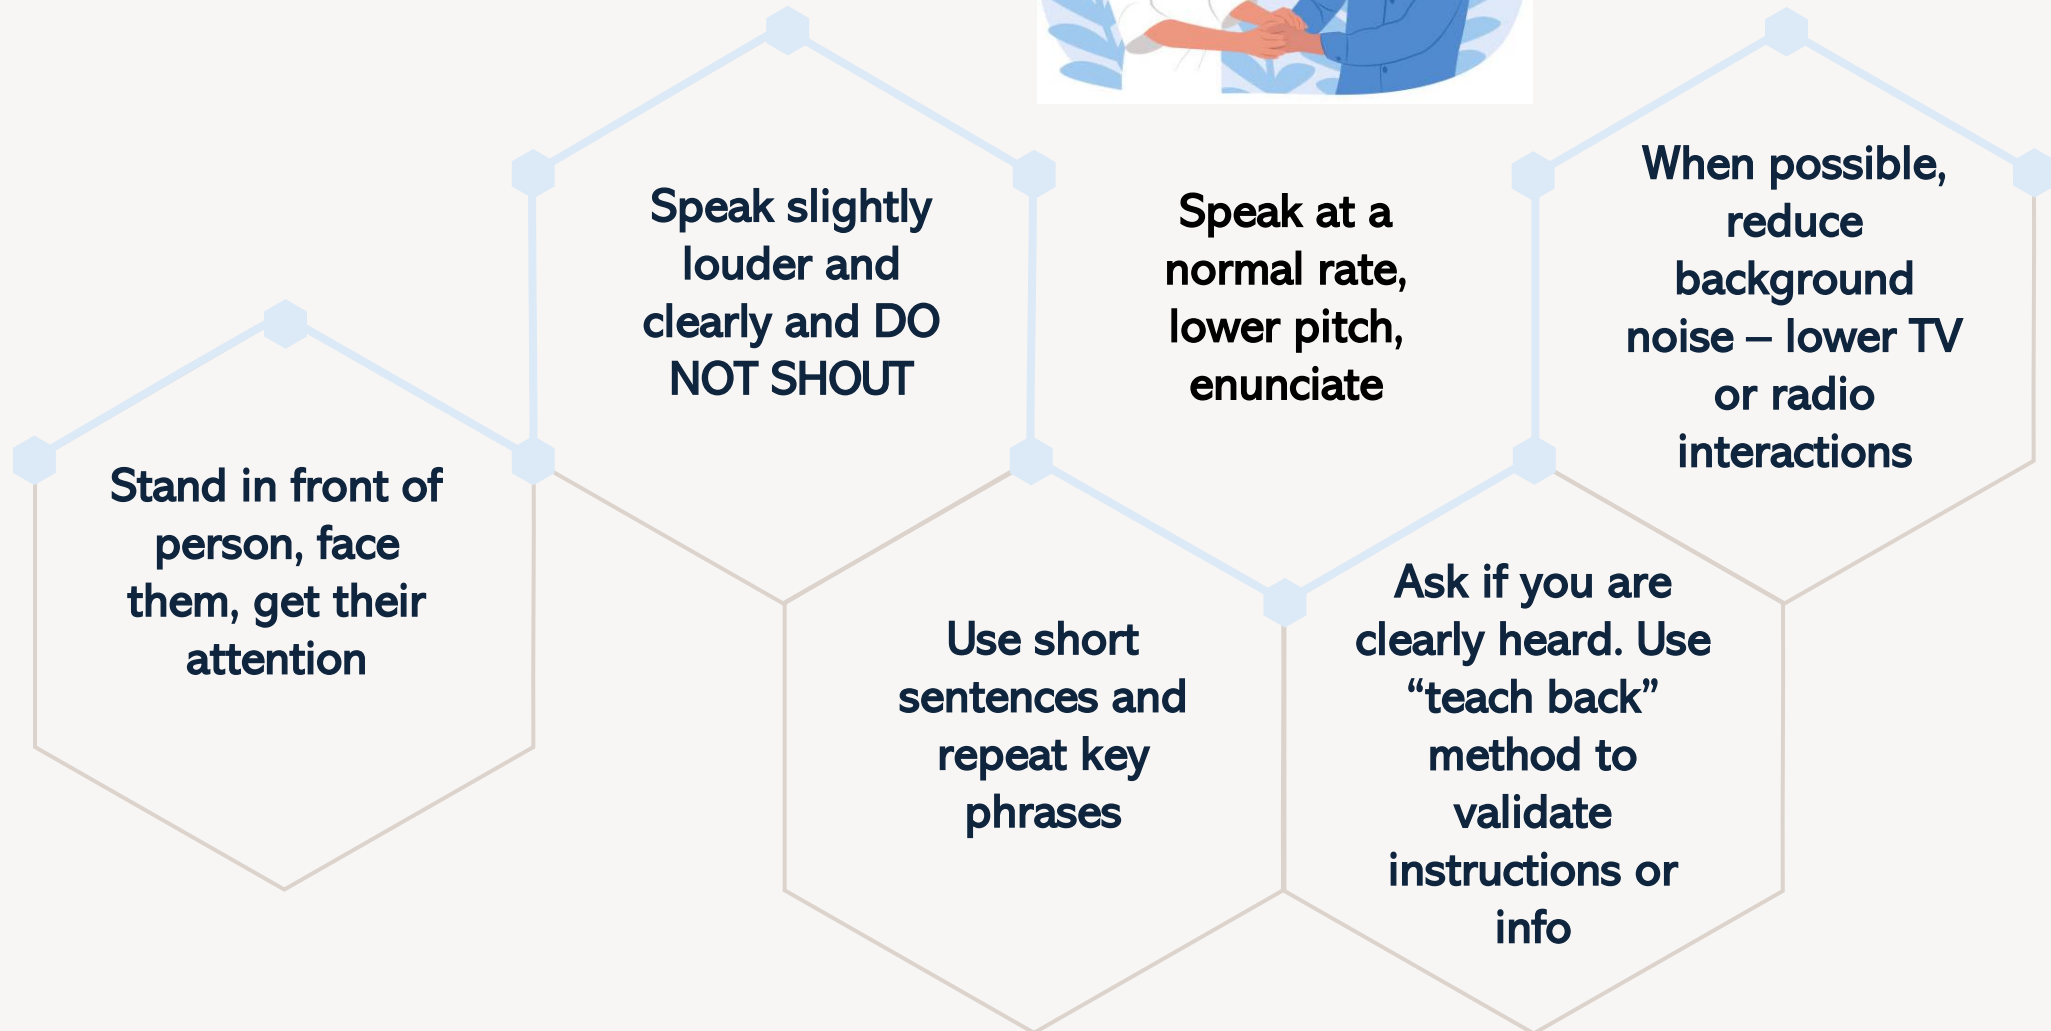 Stand in front of
person, face
them, get their
attention
Speak slightly
louder and
clearly and DO
NOT SHOUT
Speak at a
normal rate,
lower pitch,
enunciate
When possible,
reduce
background
noise – lower TV
or radio
interactions
Use short
sentences and
repeat key
phrases
Ask if you are
clearly heard. Use
“teach back”
method to
validate
instructions or
info